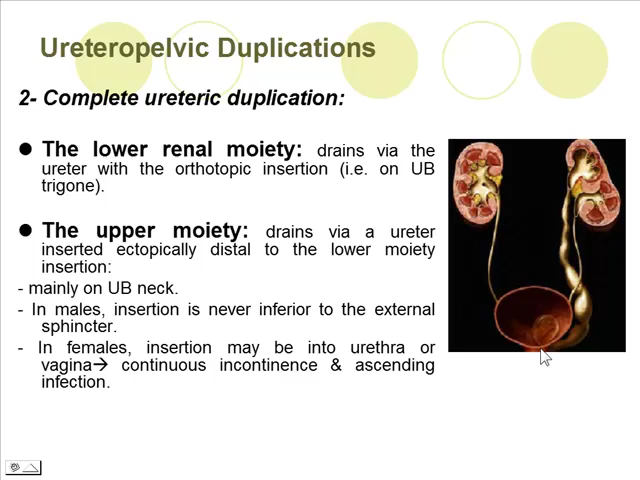 Ureteropelvic Duplications
2- Complete ureteric duplication:
● The lower renal moiety: drains via the
ureter with the orthotopic insertion (i.e. on UB
trigone).
● The upper moiety: drains via a ureter
inserted ectopically distal to the lower moiety
insertion:
- mainly on UB neck.
- In males, insertion is never inferior to the external
sphincter.
- In females, insertion may be into urethra or
vagina→ continuous incontinence & ascending
infection.